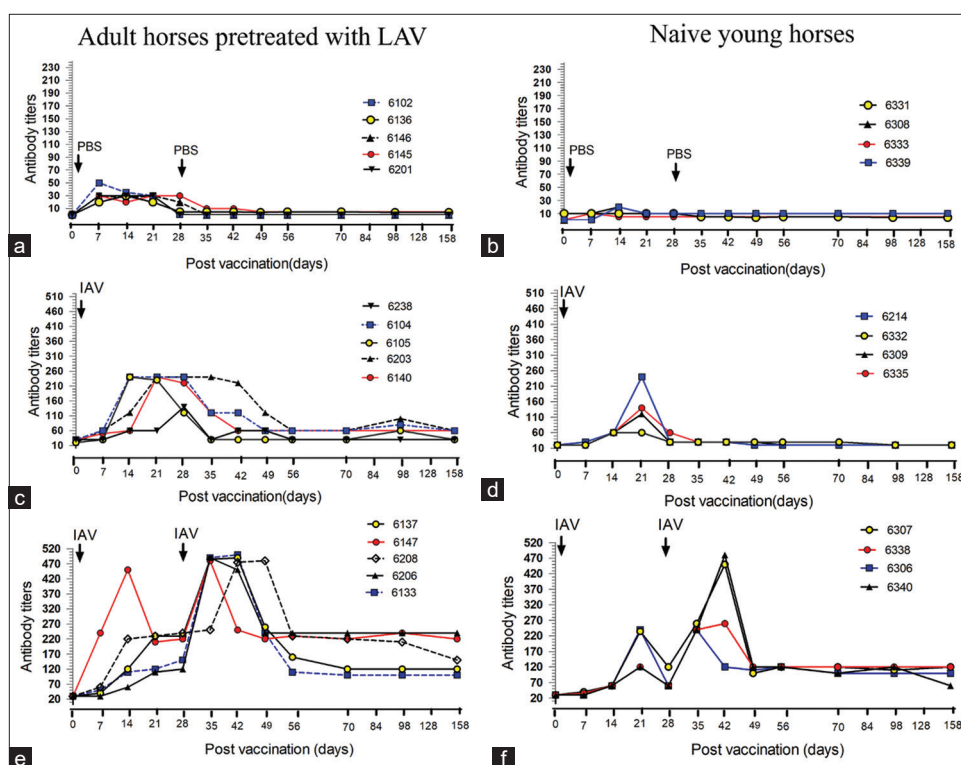 Adult horses pretreated with LAV
Naive young horses
230
210
190
170
150
130
110
90
70
50
30
10
Antibody titers
PBS
PBS
6102
6136
6146
6145
6201
0 7 14 21 28 35 42 49 56 70 84 98 128 158
Post vaccination(days)
a
230
210
190
170
150
130
110
90
70
50
30
10
Antibody titers
PBS
PBS
6331
6308
6333
6339
0 7 14 21 28 35 42 49 56 70 84 98 128 158
Post vaccination(days)
b
510
460
410
360
310
260
210
160
110
60
10
Antibody titers
IAV
6238
6104
6105
6203
6140
0 7 14 21 28 35 42 49 56 70 84 98 128 158
Post vaccination(days)
c
510
460
410
360
310
260
210
160
110
60
10
Antibody titers
IAV
6214
6332
6309
6335
0 7 14 21 28 35 42 49 56 70 84 98 128 158
Post vaccination(days)
d
520
470
420
370
320
270
220
170
120
70
20
Antibody titers
IAV
IAV
6137
6147
6208
6206
6133
0 7 14 21 28 35 42 49 56 70 84 98 128 158
Post vaccination (days)
e
520
470
420
370
320
270
220
170
120
70
20
Antibody titers
IAV
IAV
6307
6338
6306
6340
0 7 14 21 28 35 42 49 56 70 84 98 128 158
Post vaccination (days)
f